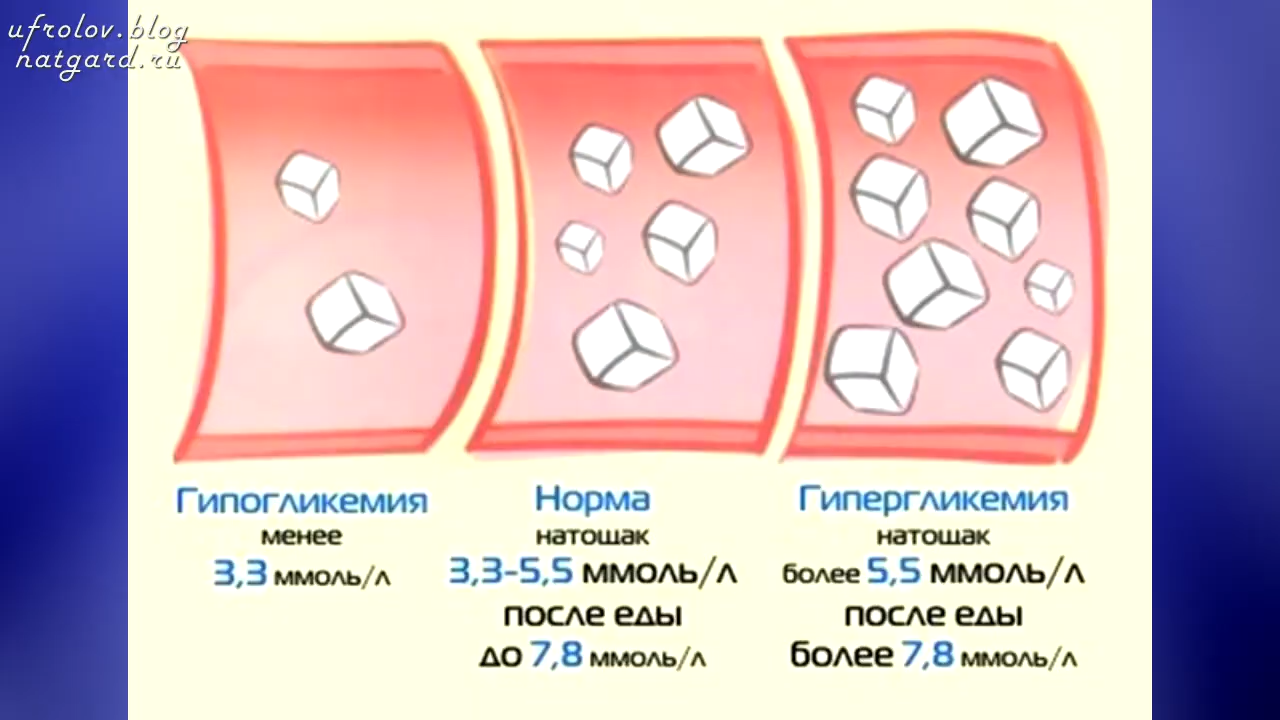 ufrolov.blog
natgard.ru
Гипогликемия
менее
3,3 ммоль/л
Норма
натощак
3,3-5,5 ммоль/л
после еды
до 7,8 ммоль/л
Гипергликемия
натощак
более 5,5 ммоль/л
после еды
более 7,8 ммоль/л